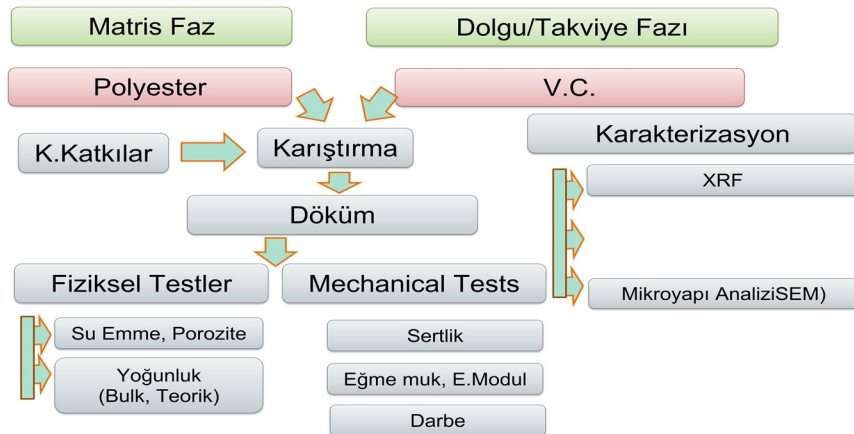 Matris Faz
Dolgu/Takviye Fazı
Polyester
V.C.
K.Katkılar
Karıştırma
Karakterizasyon
XRF
Döküm
Fiziksel Testler
Mechanical Tests
Mikroyapı AnaliziSEM)
Su Emme, Porozite
Sertlik
Yoğunluk
(Bulk, Teorik)
Eğme muk, E.Modul
Darbe